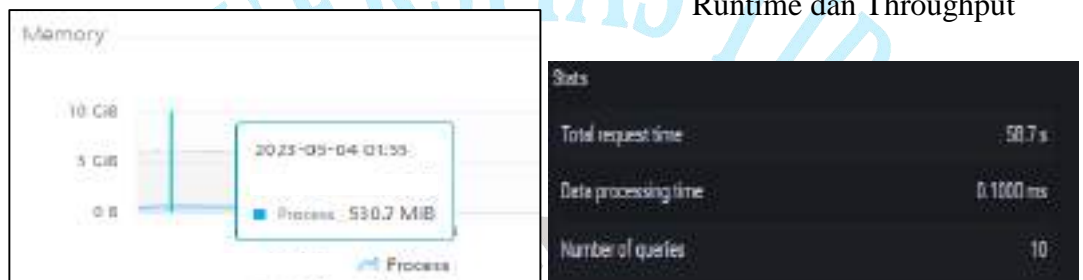 Runtime dan Throughput
Memory
10 GiB
5 GiB
0 B
2023-05-04 01:55
Process 530.7 MiB
Process
Stats
Total request time 58.7 s
Data processing time 0.1000 ms
Number of queries 10